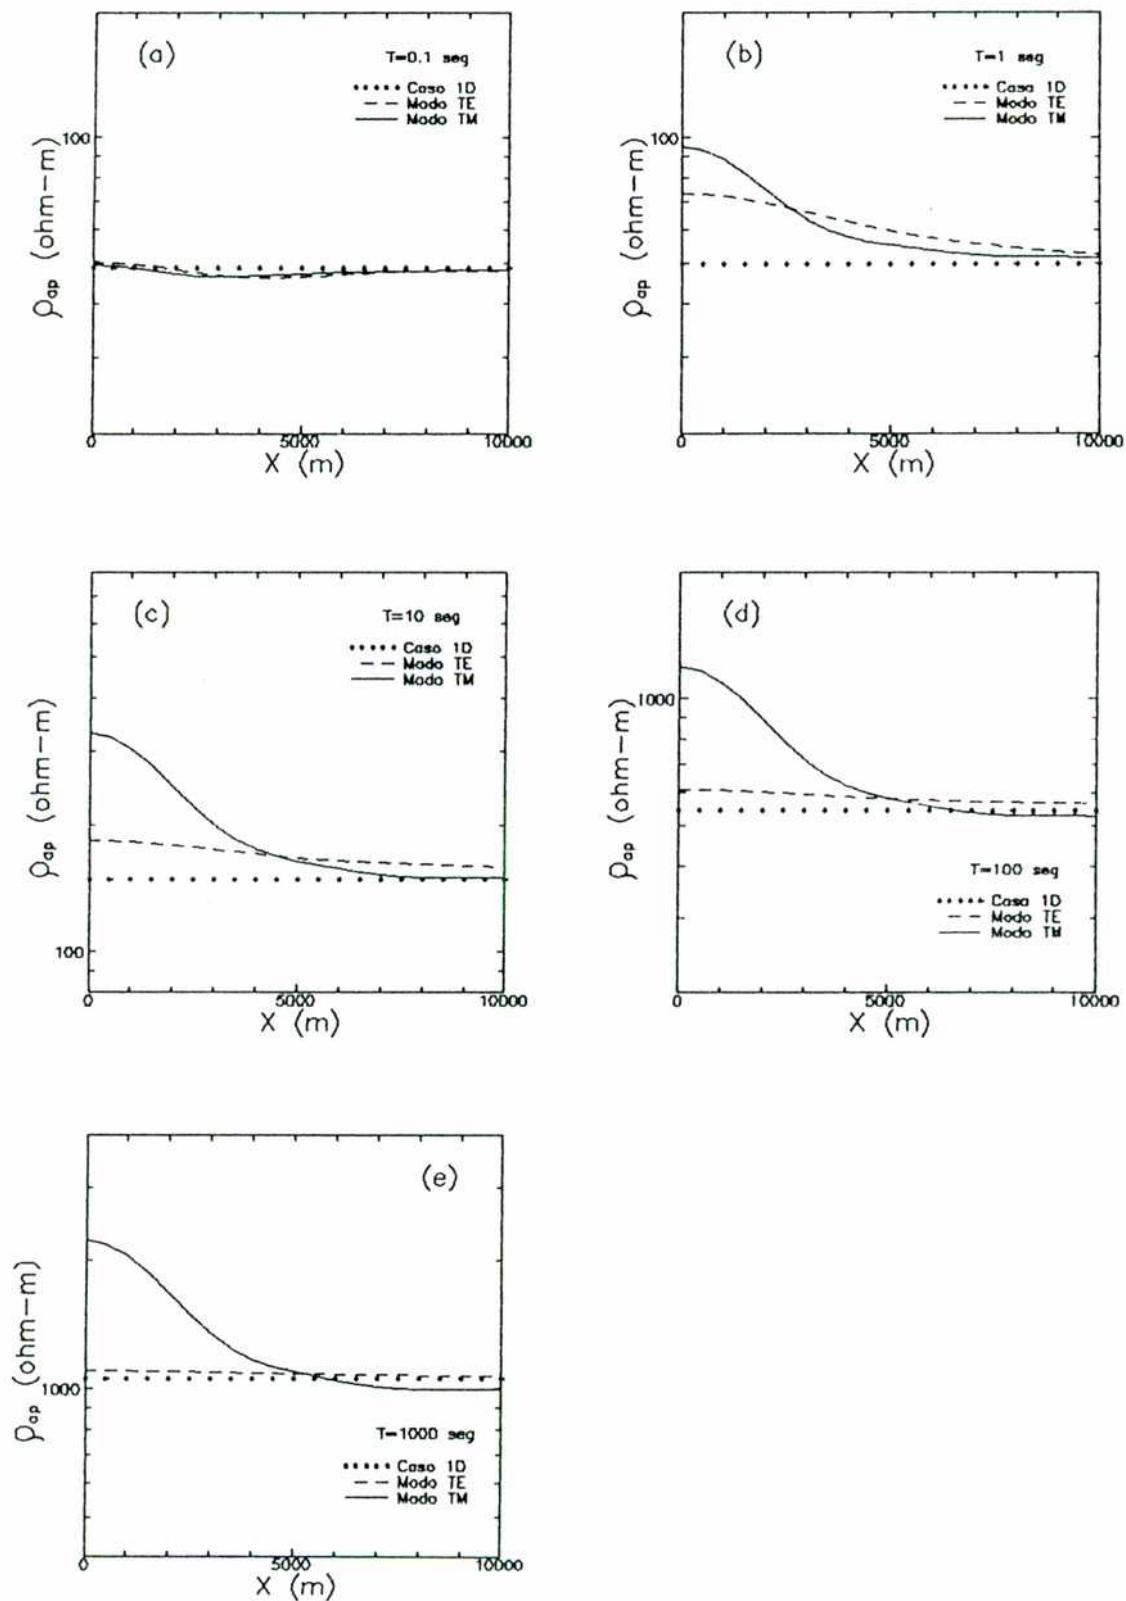 (a)
T=0.1 seg
Caso 1D
Modo TE
Modo TM
100
ρap (ohm-m)
0
5000
10000
X (m)
(b)
T=1 seg
Caso 1D
Modo TE
Modo TM
100
ρap (ohm-m)
0
5000
10000
X (m)
(c)
T=10 seg
Caso 1D
Modo TE
Modo TM
100
ρap (ohm-m)
0
5000
10000
X (m)
(d)
1000
ρap (ohm-m)
T=100 seg
Caso 1D
Modo TE
Modo TM
0
5000
10000
X (m)
(e)
1000
ρap (ohm-m)
T=1000 seg
Caso 1D
Modo TE
Modo TM
0
5000
10000
X (m)